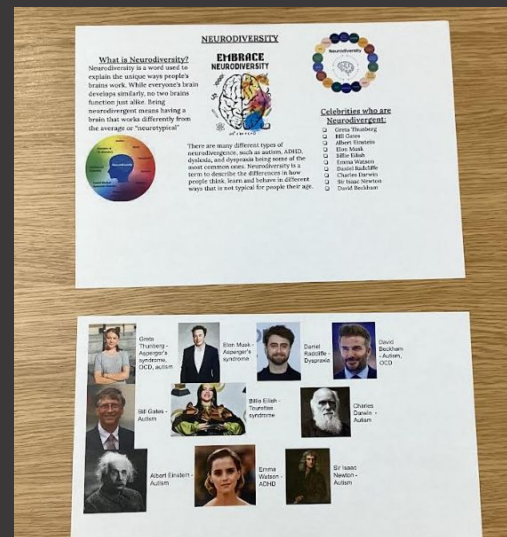 NEURODIVERSITY
What is Neurodiversity?
Neurodiversity is a word used to
explain the unique ways people's
brains work. While everyone's brain
develops similarly, no two brains
function just alike. Being
neurodivergent means having a
brain that works differently from
the average or "neurotypical"
EMBRACE
NEURODIVERSITY
There are many different types of
neurodivergence, such as autism, ADHD,
dyslexia, and dyspraxia being some of the
most common ones. Neurodiversity is a
term to describe the differences in how
people think, learn and behave in different
ways that is not typical for people their age.
Neurodiversity
Celebrities who are
Neurodivergent:
Greta Thunberg
Bill Gates
Albert Einstein
Elon Musk
Billie Eilish
Emma Watson
Daniel Radcliffe
Charles Darwin
Sir Isaac Newton
David Beckham
Greta
Thunberg -
Asperger's
syndrome,
OCD, autism
Elon Musk -
Asperger's
syndrome
Daniel
Radcliffe -
Dyspraxia
David
Beckham
- Autism,
OCD
Bill Gates -
Autism
Billie Eilish -
Tourettes
syndrome
Charles
Darwin -
Autism
Albert Einstein -
Autism
Emma
Watson -
ADHD
Sir Isaac
Newton -
Autism